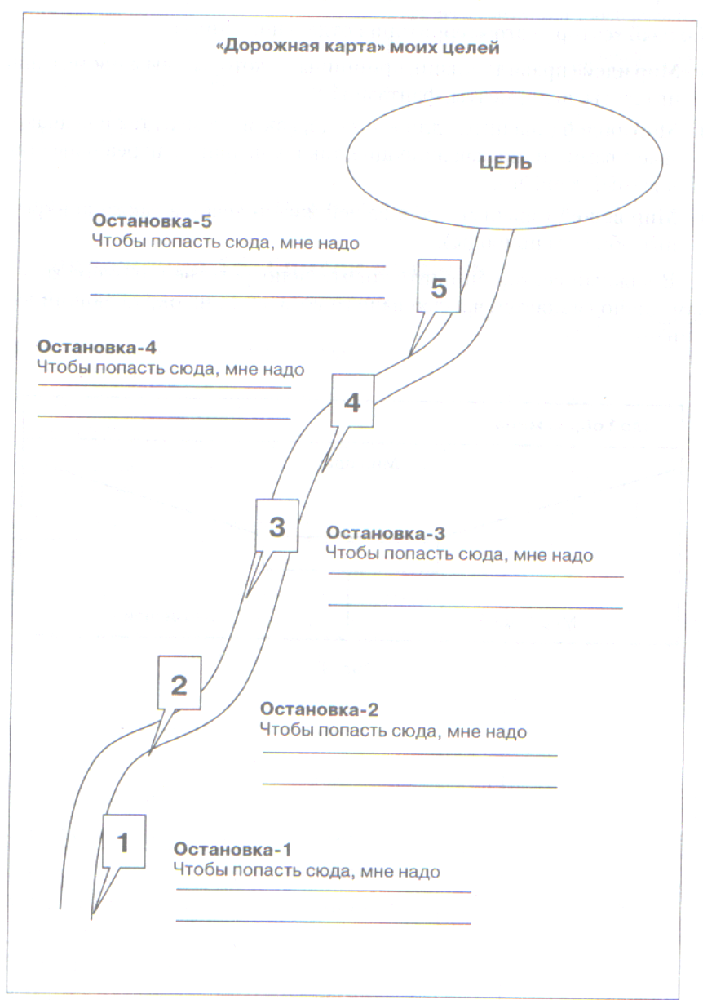 «Дорожная карта» моих целей
ЦЕЛЬ
Остановка-5
Чтобы попасть сюда, мне надо
5
Остановка-4
Чтобы попасть сюда, мне надо
4
3
Остановка-3
Чтобы попасть сюда, мне надо
2
Остановка-2
Чтобы попасть сюда, мне надо
1
Остановка-1
Чтобы попасть сюда, мне надо